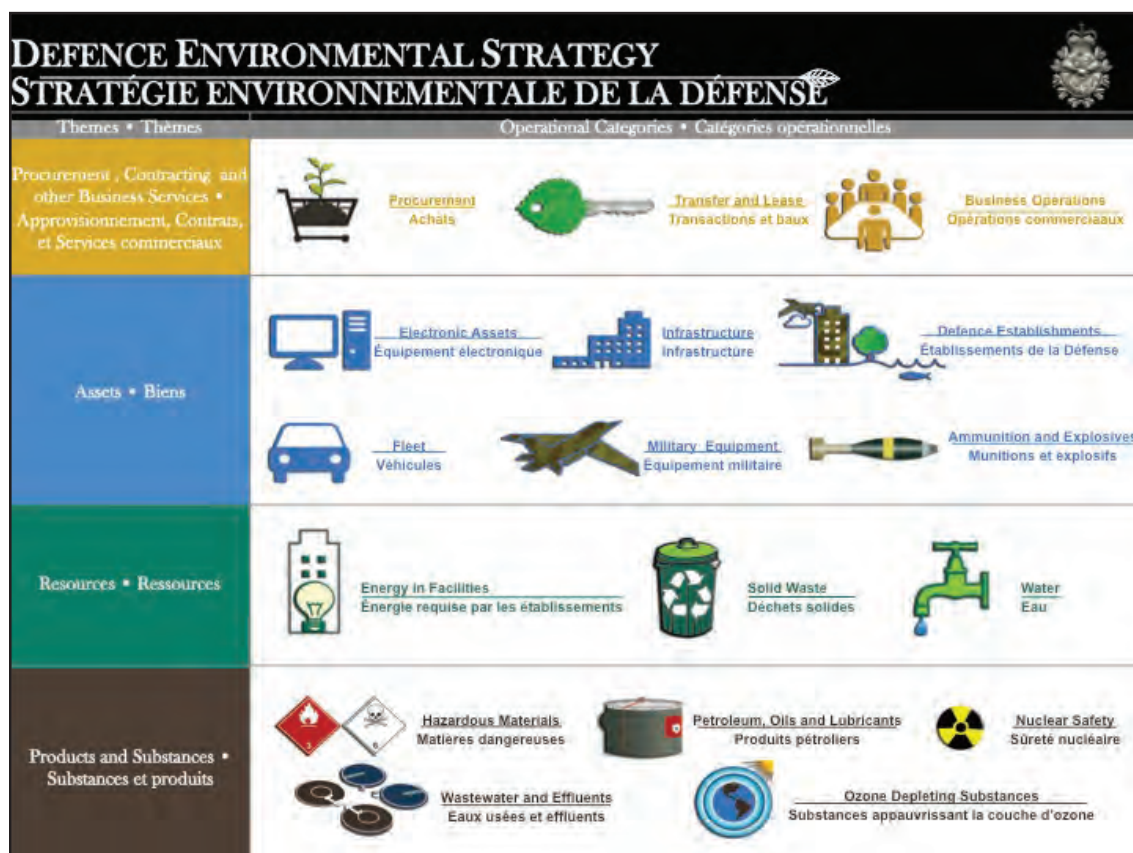 DEFENCE ENVIRONMENTAL STRATEGY
STRATÉGIE ENVIRONNEMENTALE DE LA DÉFENSE
Themes • Thèmes
Operational Categories • Catégories opérationnelles
Procurement , Contracting and
other Business Services •
Approvisionnement, Contrats,
et Services commerciaux
Procurement
Achats
Transfer and Lease
Transactions et baux
Business Operations
Opérations commerciaaux
Assets • Biens
Electronic Assets
Équipement électronique
Infrastructure
Infrastructure
Defence Establishments
Établissements de la Défense
Fleet
Véhicules
Military Equipment
Équipement militaire
Ammunition and Explosives
Munitions et explosifs
Resources • Ressources
Energy in Facilities
Énergie requise par les établissements
Solid Waste
Déchets solides
Water
Eau
Products and Substances •
Substances et produits
3
6
Hazardous Materials
Matières dangereuses
Petroleum, Oils and Lubricants
Produits pétroliers
Nuclear Safety
Sûreté nucléaire
Wastewater and Effluents
Eaux usées et effluents
Ozone Depleting Substances
Substances appauvrissant la couche d'ozone